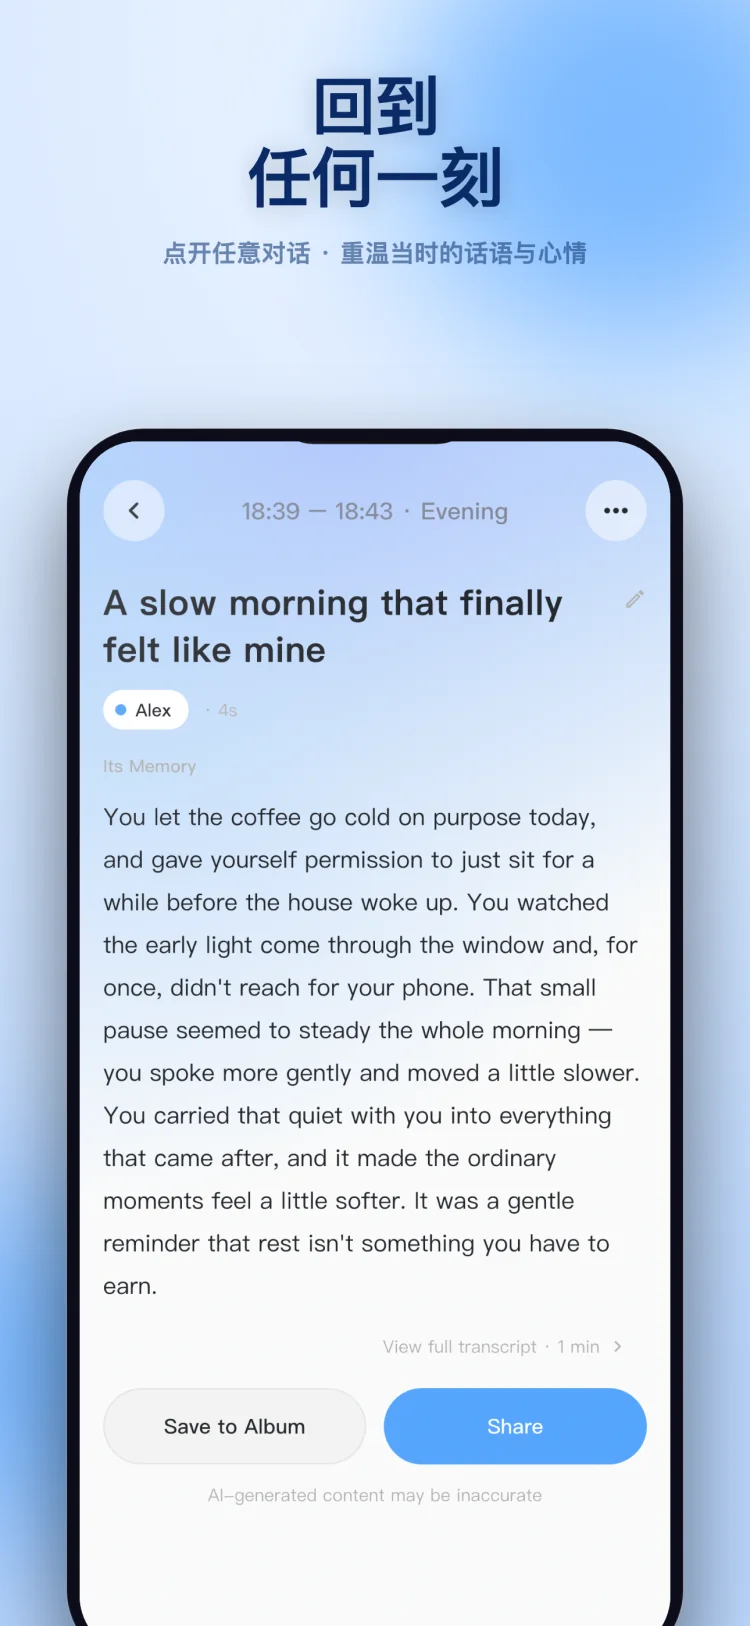 回到
任何一刻
点开任意对话 · 重温当时的话语与心情
18:39 — 18:43 · Evening
A slow morning that finally
felt like mine
Alex · 4s
Its Memory
You let the coffee go cold on purpose today,
and gave yourself permission to just sit for a
while before the house woke up. You watched
the early light come through the window and, for
once, didn't reach for your phone. That small
pause seemed to steady the whole morning —
you spoke more gently and moved a little slower.
You carried that quiet with you into everything
that came after, and it made the ordinary
moments feel a little softer. It was a gentle
reminder that rest isn't something you have to
earn.
View full transcript · 1 min
Save to Album
Share
AI-generated content may be inaccurate